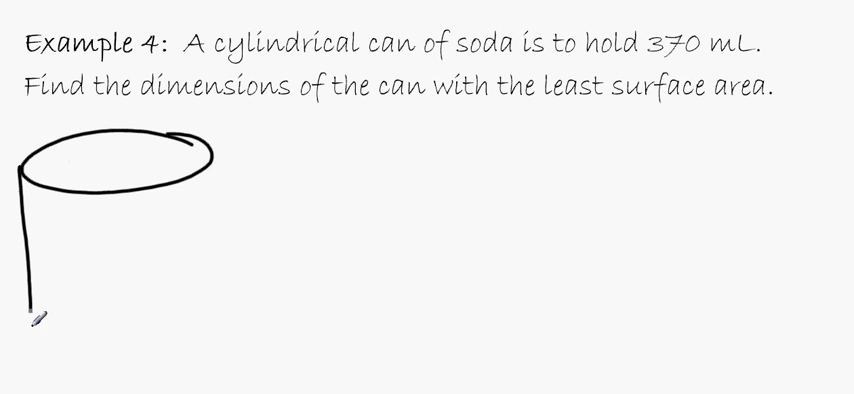 Example 4: A cylindrical can of soda is to hold 370 mL.
Find the dimensions of the can with the least surface area.